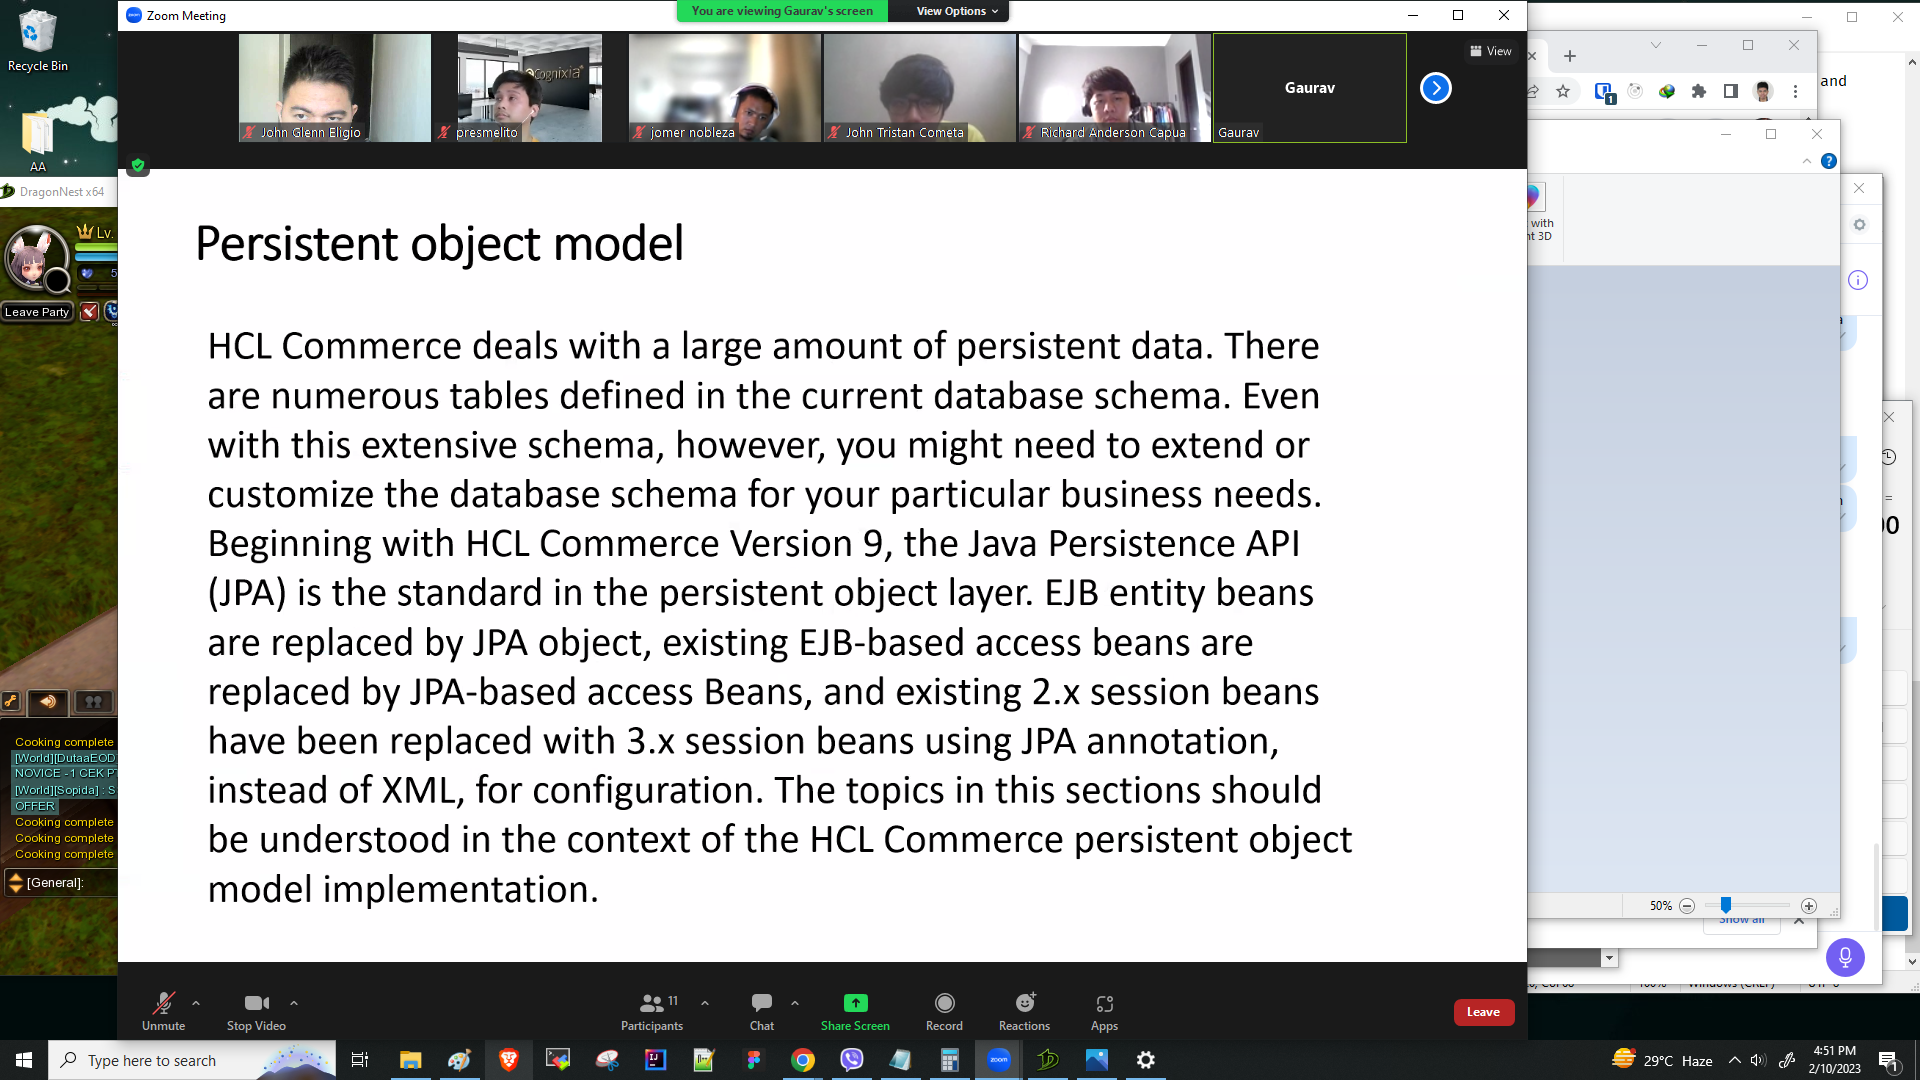 Zoom Meeting
You are viewing Gaurav's screen
View Options
Recycle Bin
AA
DragonNest x64
Lv.
5
Leave Party
Cognixia
John Glenn Eligio
presmelito
jomer nobleza
John Tristan Cometa
Richard Anderson Capua
Gaurav
Gaurav
View
and
1
with
3D
Persistent object model
HCL Commerce deals with a large amount of persistent data. There
are numerous tables defined in the current database schema. Even
with this extensive schema, however, you might need to extend or
customize the database schema for your particular business needs.
Beginning with HCL Commerce Version 9, the Java Persistence API
(JPA) is the standard in the persistent object layer. EJB entity beans
are replaced by JPA object, existing EJB-based access beans are
replaced by JPA-based access Beans, and existing 2.x session beans
have been replaced with 3.x session beans using JPA annotation,
instead of XML, for configuration. The topics in this sections should
be understood in the context of the HCL Commerce persistent object
model implementation.
Cooking complete
[World][DutaaEOD
NOVICE -1 CEK PT
[World][Sopida] : S
OFFER
Cooking complete
Cooking complete
Cooking complete
[General]:
50%
Show all
Unmute
Stop Video
11
Participants
Chat
Share Screen
Record
Reactions
Apps
Leave
Type here to search
zoom
29°C Haze
4:51 PM
2/10/2023
1